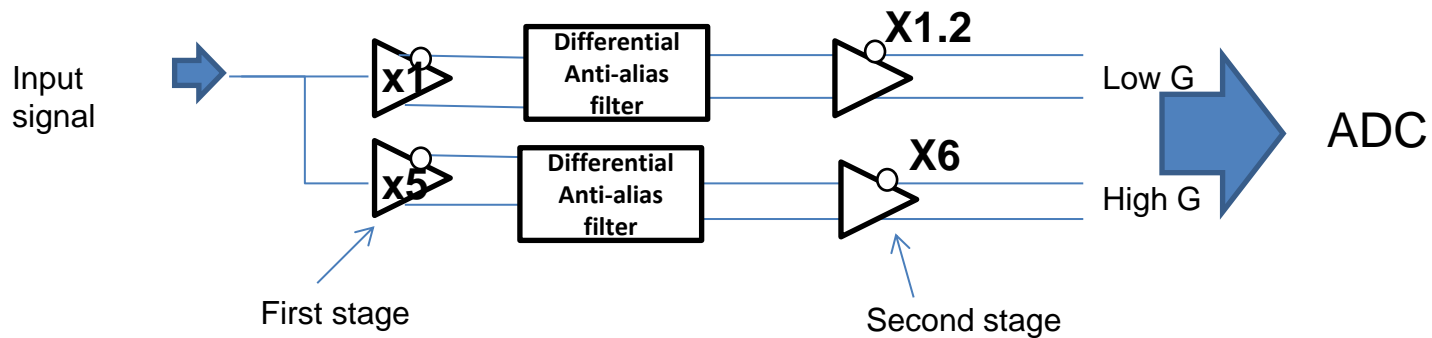 Input
signal
x1
Differential
Anti-alias
filter
X1.2
Low G
x5
Differential
Anti-alias
filter
X6
High G
ADC
First stage
Second stage